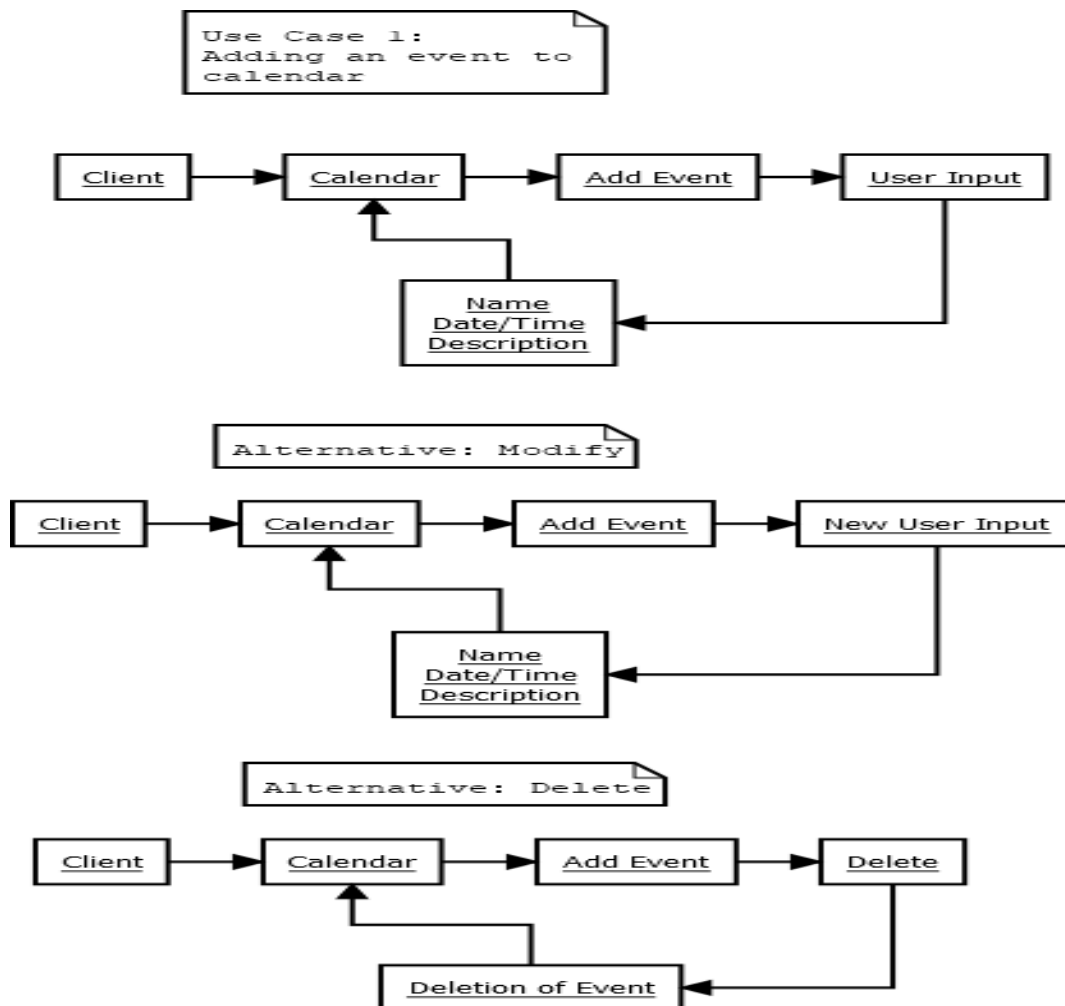 Use Case 1:
Adding an event to
calendar
Client
Calendar
Add Event
User Input
Name
Date/Time
Description
Alternative: Modify
Client
Calendar
Add Event
New User Input
Name
Date/Time
Description
Alternative: Delete
Client
Calendar
Add Event
Delete
Deletion of Event